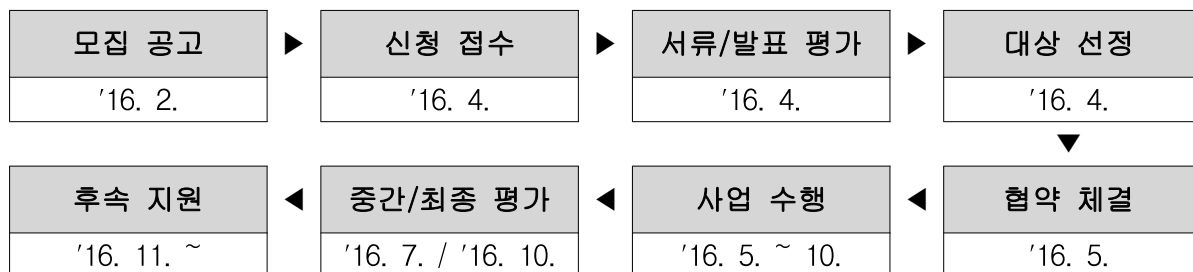 모집 공고 ▶ 신청 접수 ▶ 서류/발표 평가 ▶ 대상 선정
'16. 2. '16. 4. '16. 4. '16. 4.
▼
후속 지원 ◀ 중간/최종 평가 ◀ 사업 수행 ◀ 협약 체결
'16. 11. ~ '16. 7. / '16. 10. '16. 5. ~ 10. '16. 5.